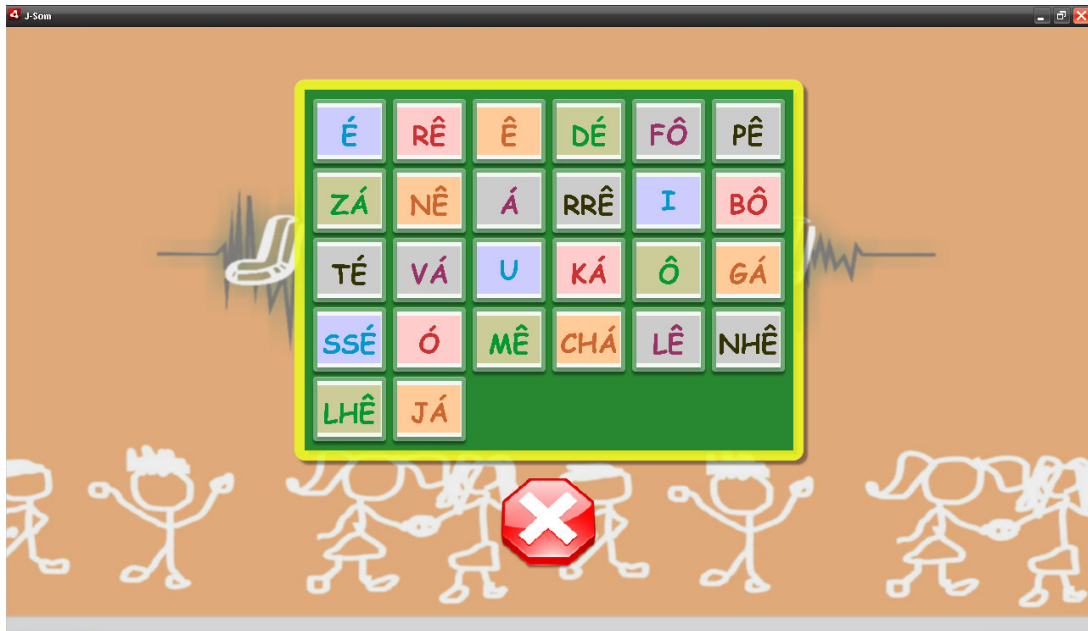 J-Som
É RÊ Ê DÉ FÔ PÊ
ZÁ NÊ Á RRÊ I BÔ
TÉ VÁ U KÁ Ô GÁ
SSÉ Ó MÊ CHÁ LÊ NHÊ
LHÊ JÁ